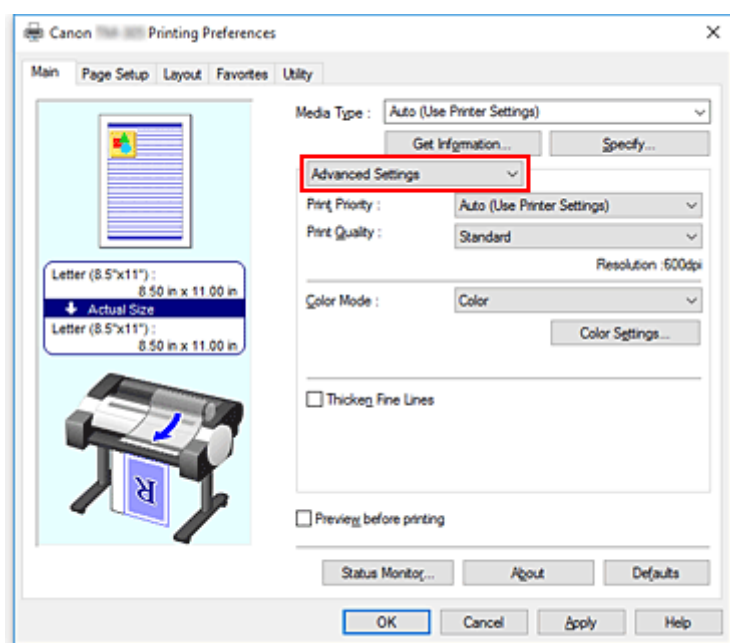 Canon Printing Preferences
Main Page Setup Layout Favorites Utility
Media Type : Auto (Use Printer Settings)
Get Information... Specify...
Advanced Settings
Print Priority : Auto (Use Printer Settings)
Print Quality : Standard
Resolution :600dpi
Letter (8.5"x11") :
8.50 in x 11.00 in
Actual Size
Letter (8.5"x11") :
8.50 in x 11.00 in
Color Mode : Color
Color Settings...
Thicken Fine Lines
R
Preview before printing
Status Monitor... About Defaults
OK Cancel Apply Help